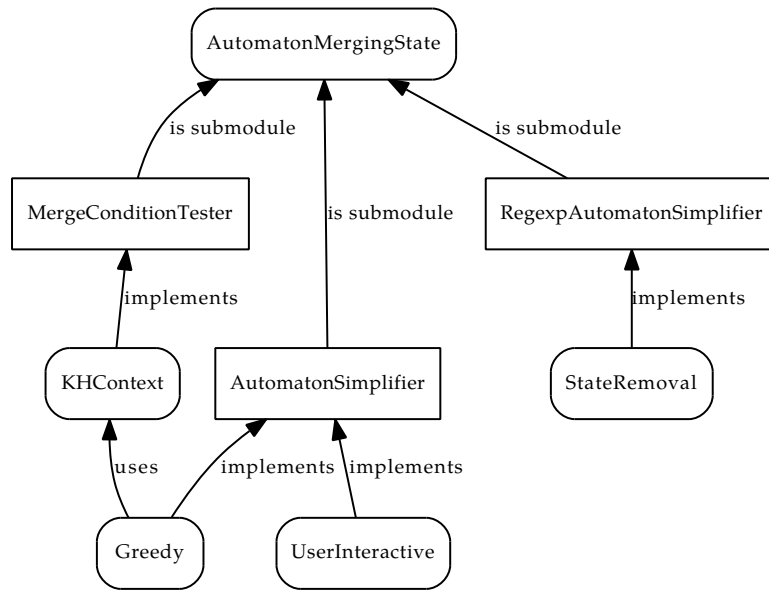 AutomatonMergingState
is submodule
is submodule
MergeConditionTester
RegexpAutomatonSimplifier
is submodule
implements
implements
KHContext
AutomatonSimplifier
StateRemoval
uses
implements
implements
Greedy
UserInteractive